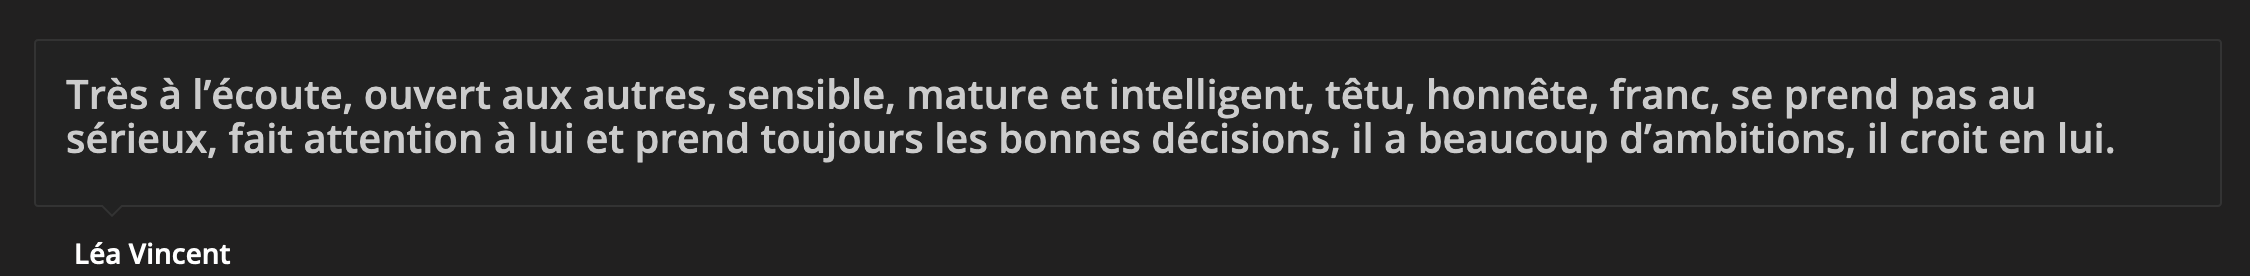 Très à l’écoute, ouvert aux autres, sensible, mature et intelligent, têtu, honnête, franc, se prend pas au
sérieux, fait attention à lui et prend toujours les bonnes décisions, il a beaucoup d’ambitions, il croit en lui.
Léa Vincent